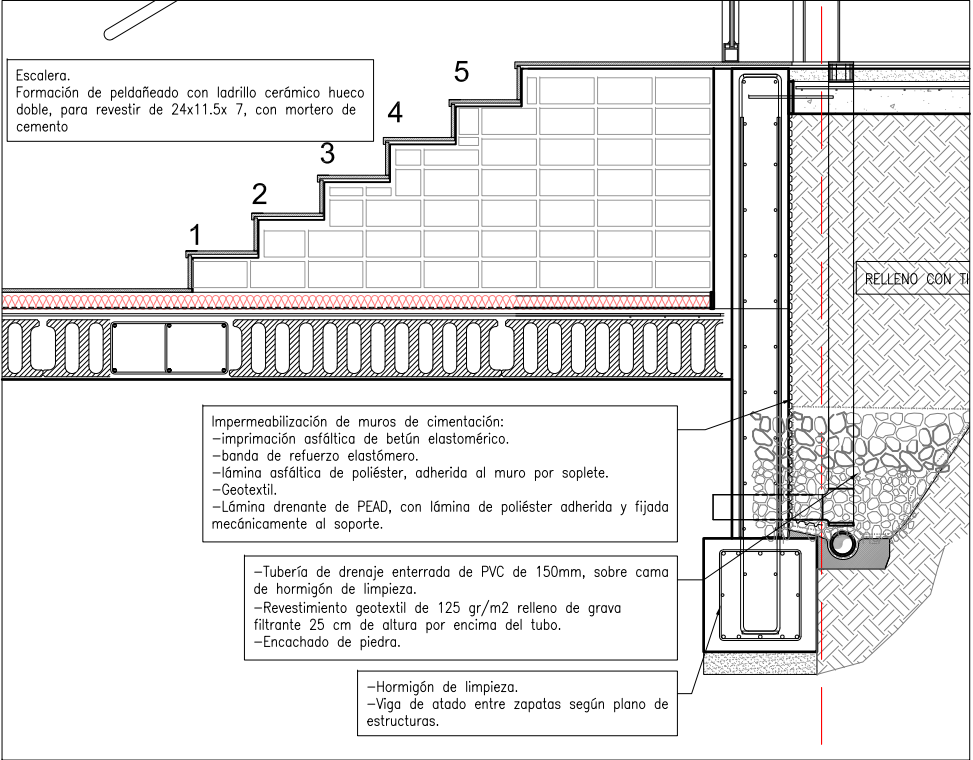 5
Escalera.
Formación de peldañeado con ladrillo cerámico hueco
doble, para revestir de 24x11.5x 7, con mortero de
cemento
4
3
2
1
RELLENO CON
Impermeabilización de muros de cimentación:
-imprimación asfáltica de betún elastomérico.
-banda de refuerzo elastómero.
-lámina asfáltica de poliéster, adherida al muro por soplete.
-Geotextil.
-Lámina drenante de PEAD, con lámina de poliéster adherida y fijada
mecánicamente al soporte.
-Tubería de drenaje enterrada de PVC de 150mm, sobre cama
de hormigón de limpieza.
-Revestimiento geotextil de 125 gr/m2 relleno de grava
filtrante 25 cm de altura por encima del tubo.
-Encachado de piedra.
-Hormigón de limpieza.
-Viga de atado entre zapatas según plano de
estructuras.